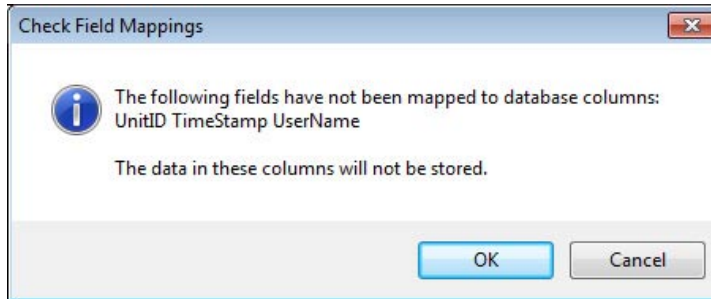 Check Field Mappings
The following fields have not been mapped to database columns:
UnitID TimeStamp UserName
The data in these columns will not be stored.
OK
Cancel